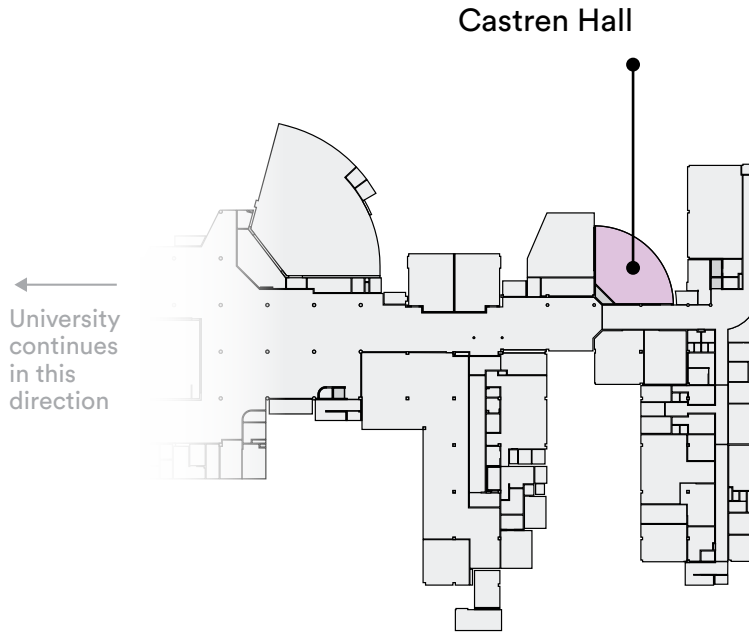 Castren Hall
University
continues
in this
direction